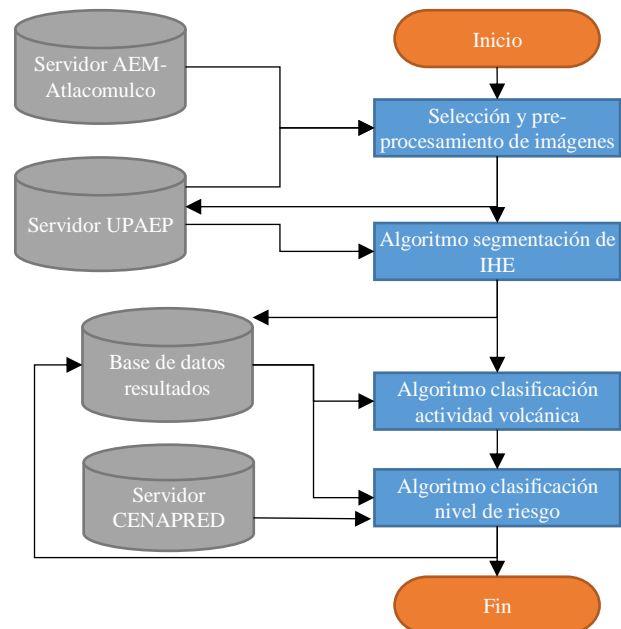 Inicio
Servidor AEM-
Atlacomulco
Selección y pre-
procesamiento de imágenes
Servidor UPAEP
Algoritmo segmentación de
IHE
Base de datos
resultados
Algoritmo clasificación
actividad volcánica
Servidor
CENAPRED
Algoritmo clasificación
nivel de riesgo
Fin